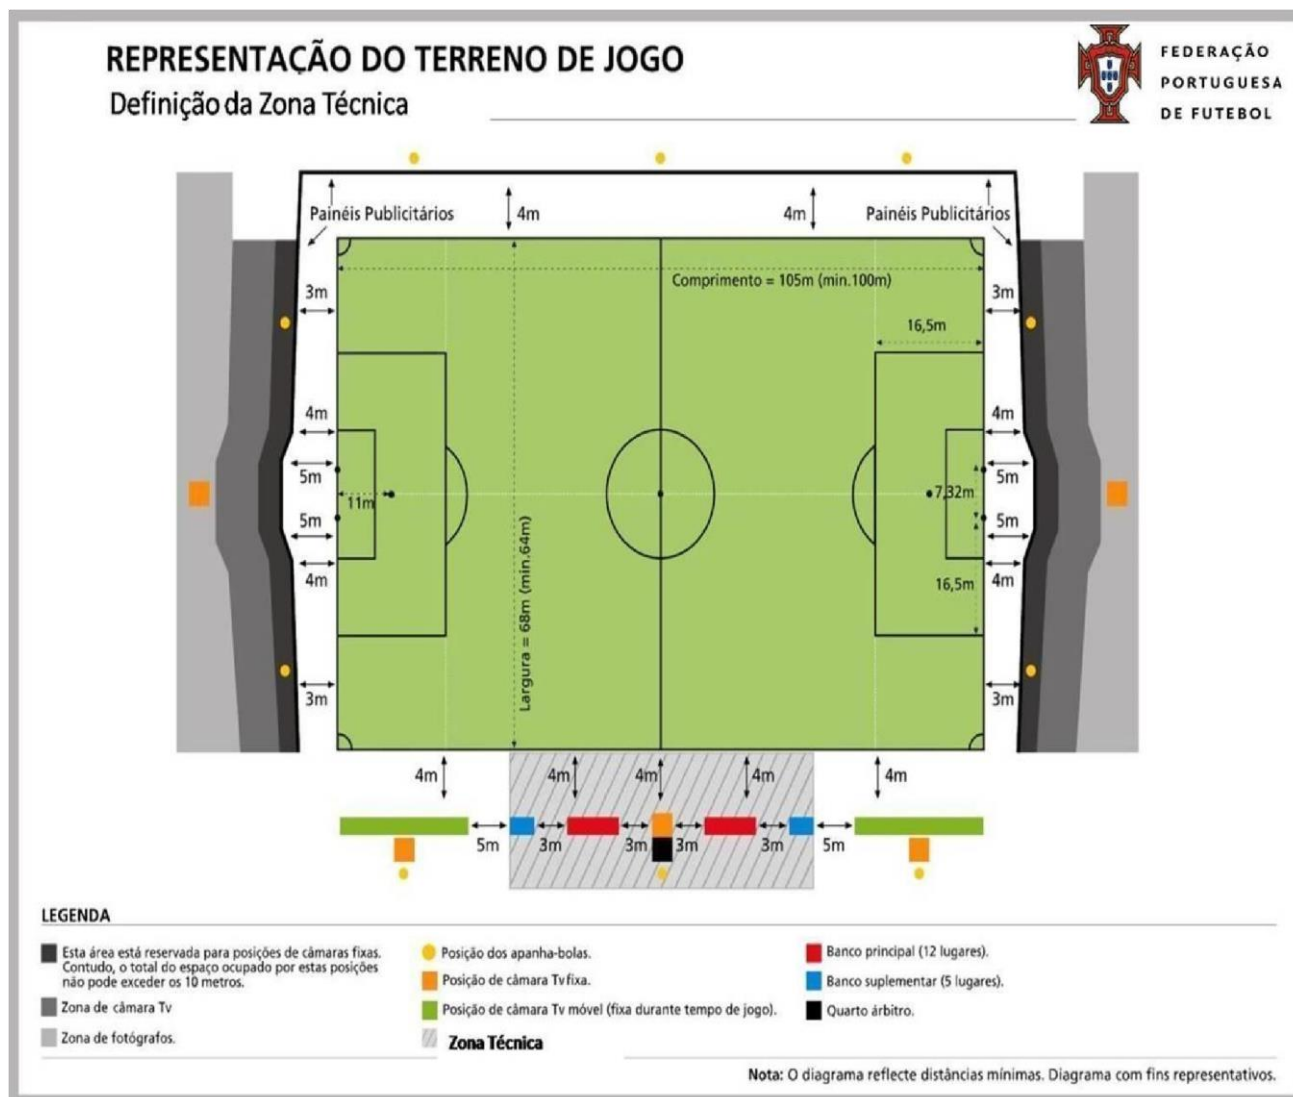 REPRESENTAÇÃO DO TERRENO DE JOGO
Definição da Zona Técnica
FEDERAÇÃO
PORTUGUESA
DE FUTEBOL
Painéis Publicitários
4m
4m
Painéis Publicitários
Comprimento = 105m (min.100m)
3m
3m
16,5m
4m
4m
5m
5m
11m
7,32m
5m
5m
4m
4m
16,5m
Largura = 68m (min.64m)
3m
3m
4m
4m
4m
4m
4m
5m
3m
3m
3m
3m
5m
LEGENDA
Esta área está reservada para posições de câmaras fixas.
Contudo, o total do espaço ocupado por estas posições
não pode exceder os 10 metros.
Zona de câmara Tv
Zona de fotógrafos.
Posição dos apanha-bolas.
Posição de câmara Tv fixa.
Posição de câmara Tv móvel (fixa durante tempo de jogo).
Zona Técnica
Banco principal (12 lugares).
Banco suplementar (5 lugares).
Quarto árbitro.
Nota: O diagrama reflecte distâncias mínimas. Diagrama com fins representativos.